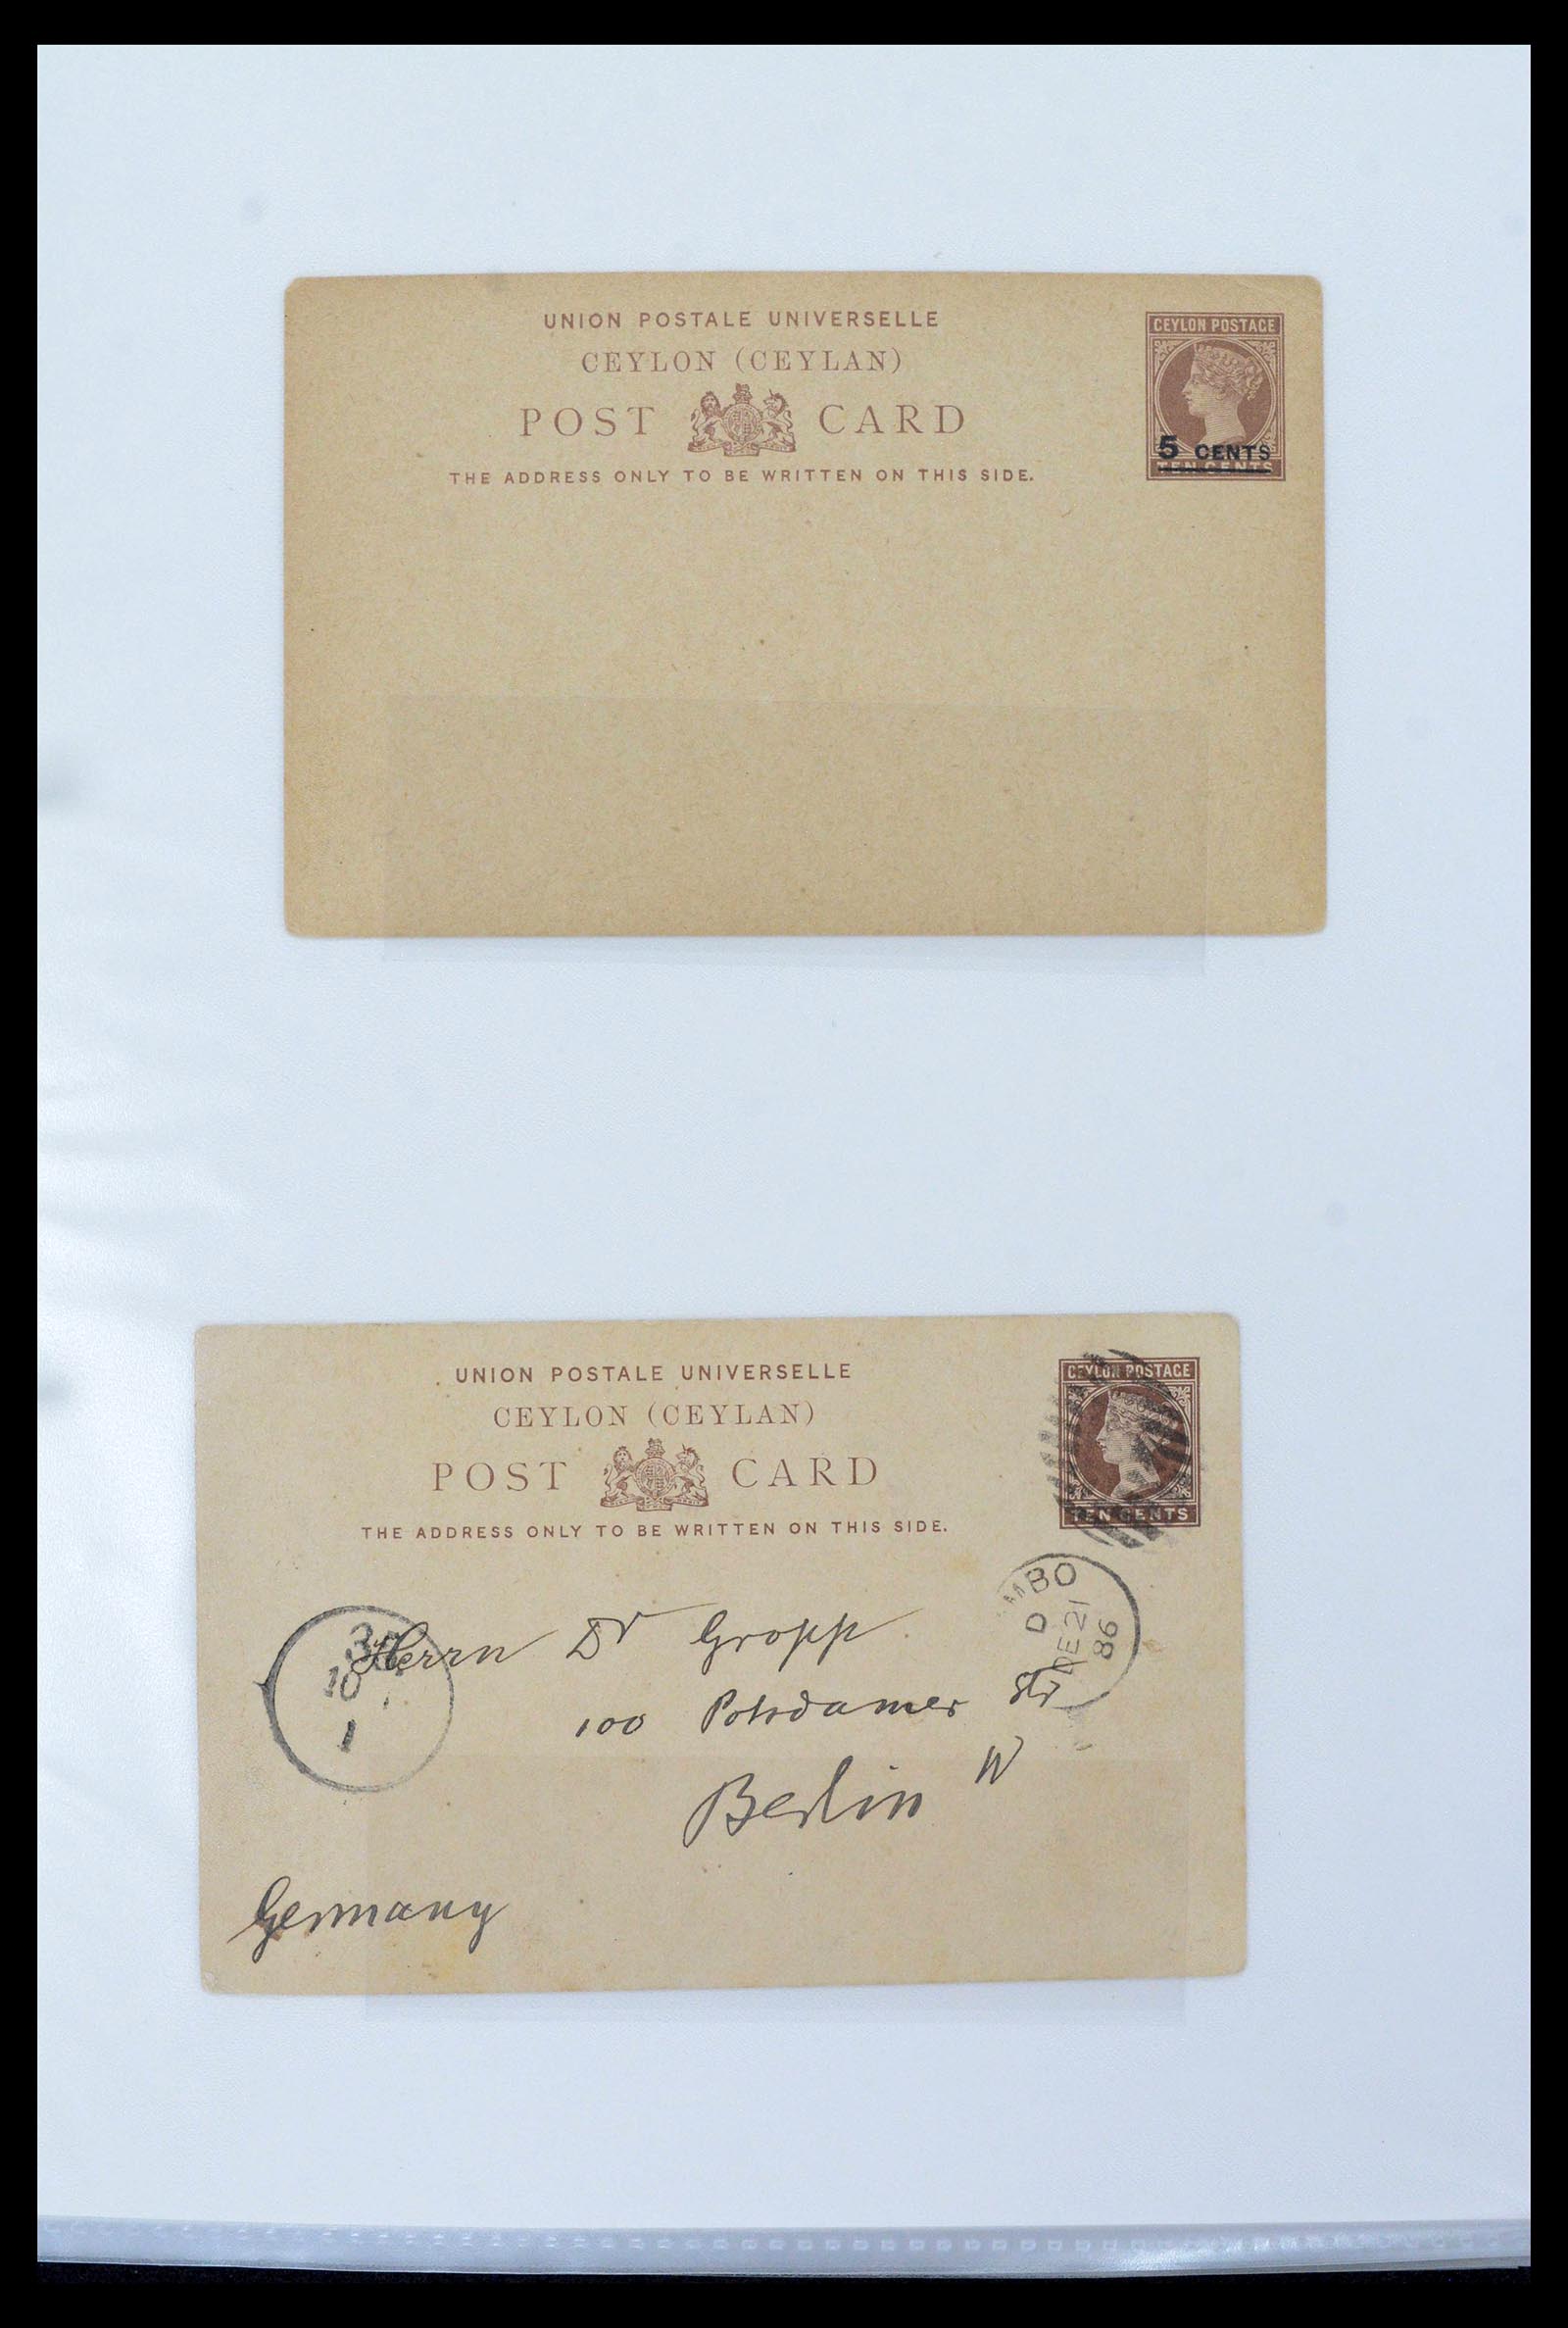 UNION POSTALE UNIVERSELLE
CEYLON (CEYLAN)
POST CARD
THE ADDRESS ONLY TO BE WRITTEN ON THIS SIDE.
CEYLON POSTAGE
5 CENTS
TEN CENTS
UNION POSTALE UNIVERSELLE
CEYLON (CEYLAN)
POST CARD
THE ADDRESS ONLY TO BE WRITTEN ON THIS SIDE.
CEYLON POSTAGE
TEN CENTS
MBO
D
DE 21
86
10
1
Herrn Dr Gropp
100 Potsdamer Str
Berlin W
Germany